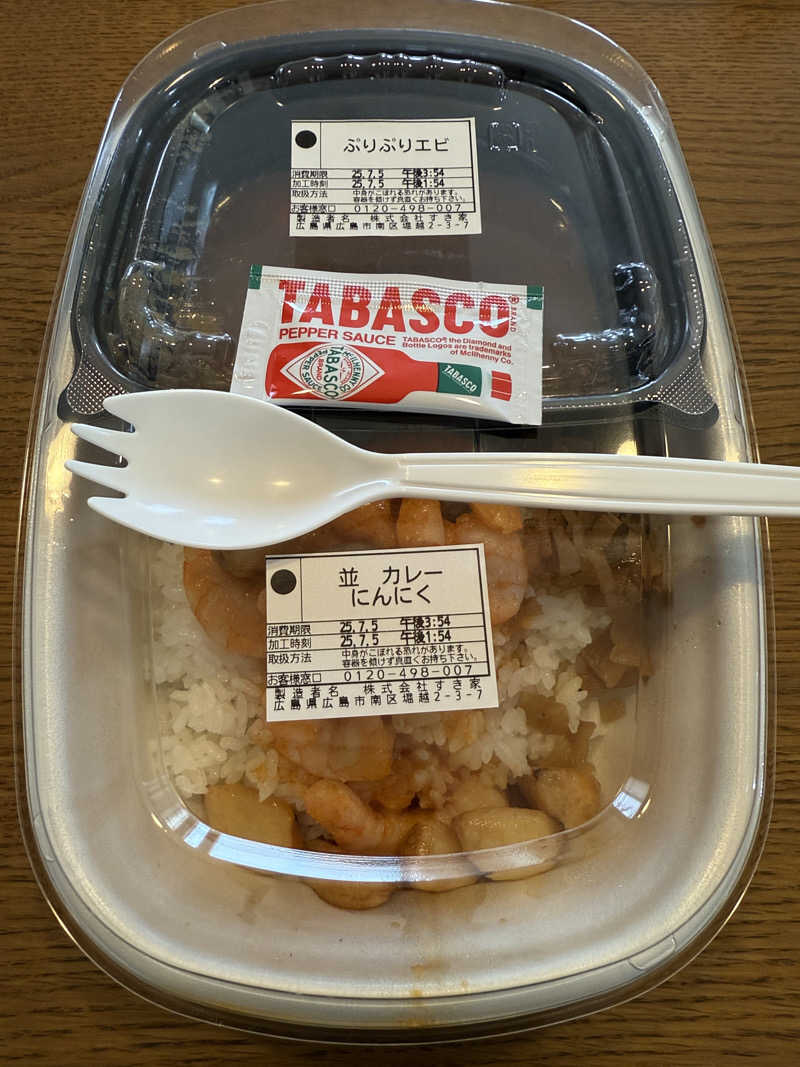 ぷりぷりエビ
消費期限 25.7.5 午後3:54
加工時刻 25.7.5 午後1:54
取扱方法 中身がこぼれる恐れがあります。
容器を傾けず良直くお持ち下さい。
お客様窓口 0120-498-007
製造者名 株式会社すき家
広島県広島市南区堀越2-3-7
TABASCO® BRAND
PEPPER SAUCE
TABASCO® the Diamond and
Bottle Logos are trademarks
of McIlhenny Co.
McILHENNY CO.
TABASCO
BRAND
PEPPER SAUCE
TABASCO
並 カレー
にんにく
消費期限 25.7.5 午後3:54
加工時刻 25.7.5 午後1:54
取扱方法 中身がこぼれる恐れがあります。
容器を傾けず良直くお持ち下さい。
お客様窓口 0120-498-007
製造者名 株式会社すき家
広島県広島市南区堀越2-3-7